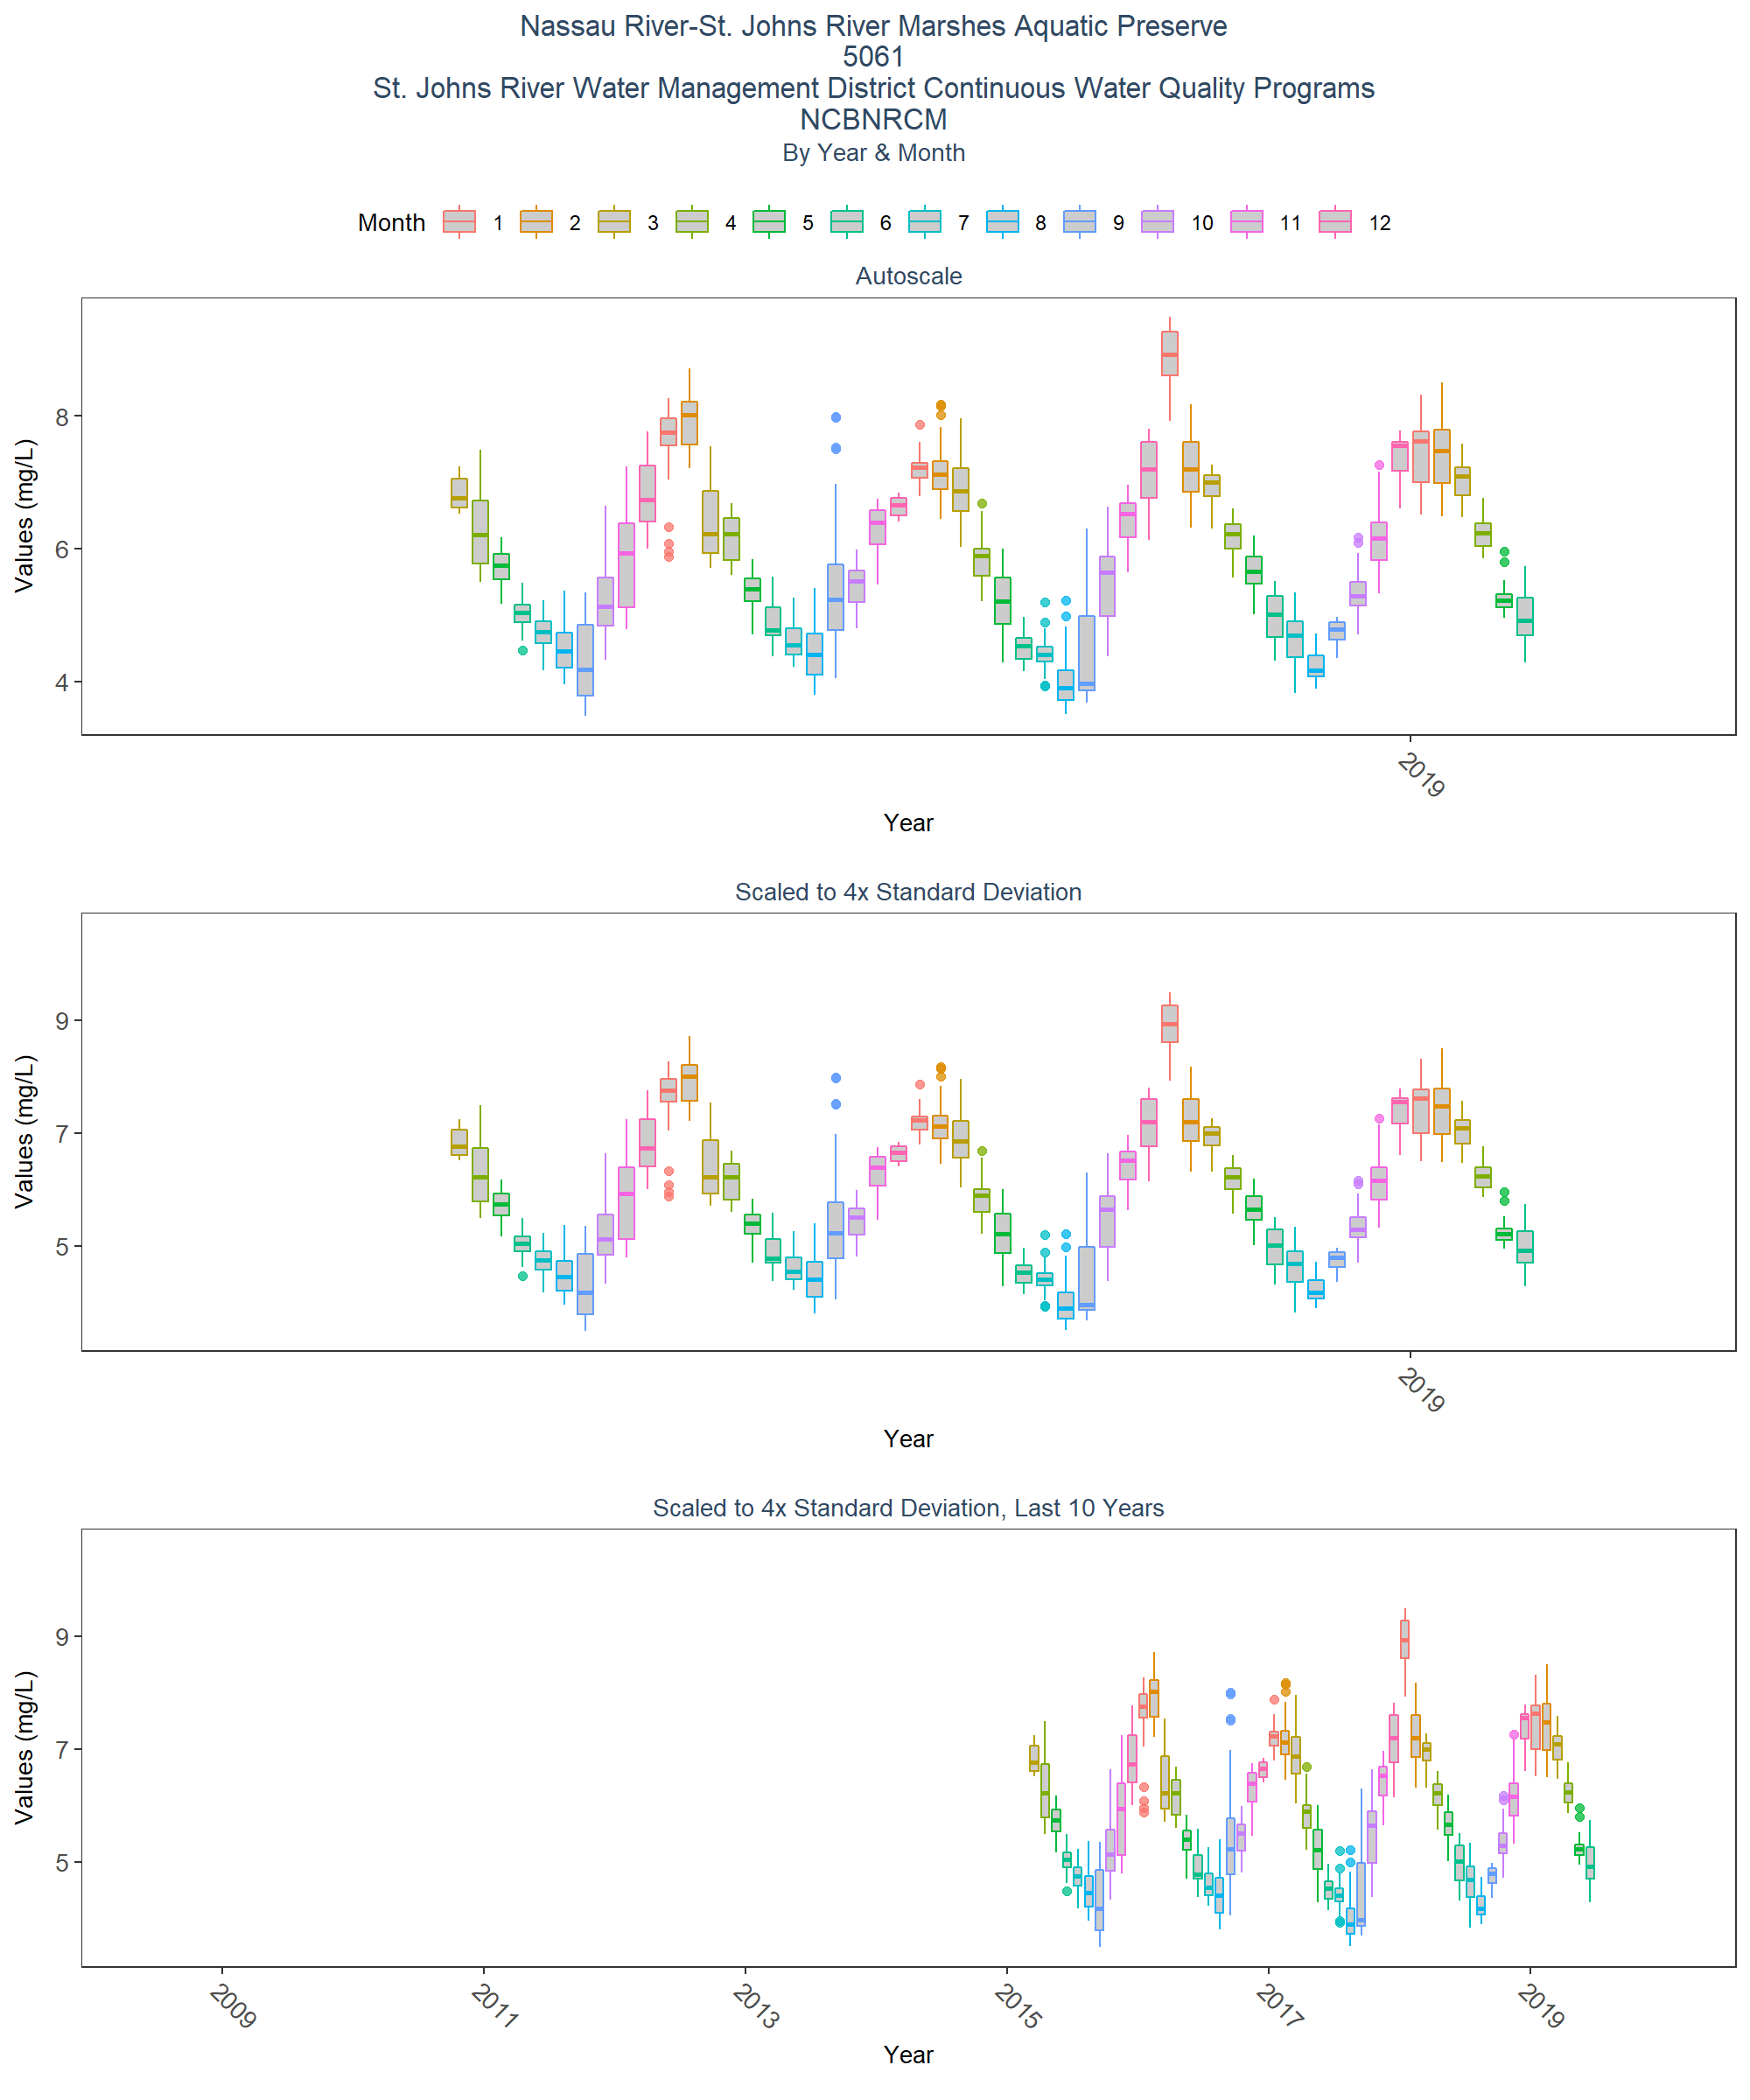 Nassau River-St. Johns River Marshes Aquatic Preserve
5061
St. Johns River Water Management District Continuous Water Quality Programs
NCBNRCM
By Year & Month
Month 1 2 3 4 5 6 7 8 9 10 11 12
Autoscale
Values (mg/L)
8
6
4
2019
Year
Scaled to 4x Standard Deviation
Values (mg/L)
9
7
5
2019
Year
Scaled to 4x Standard Deviation, Last 10 Years
Values (mg/L)
9
7
5
2009 2011 2013 2015 2017 2019
Year